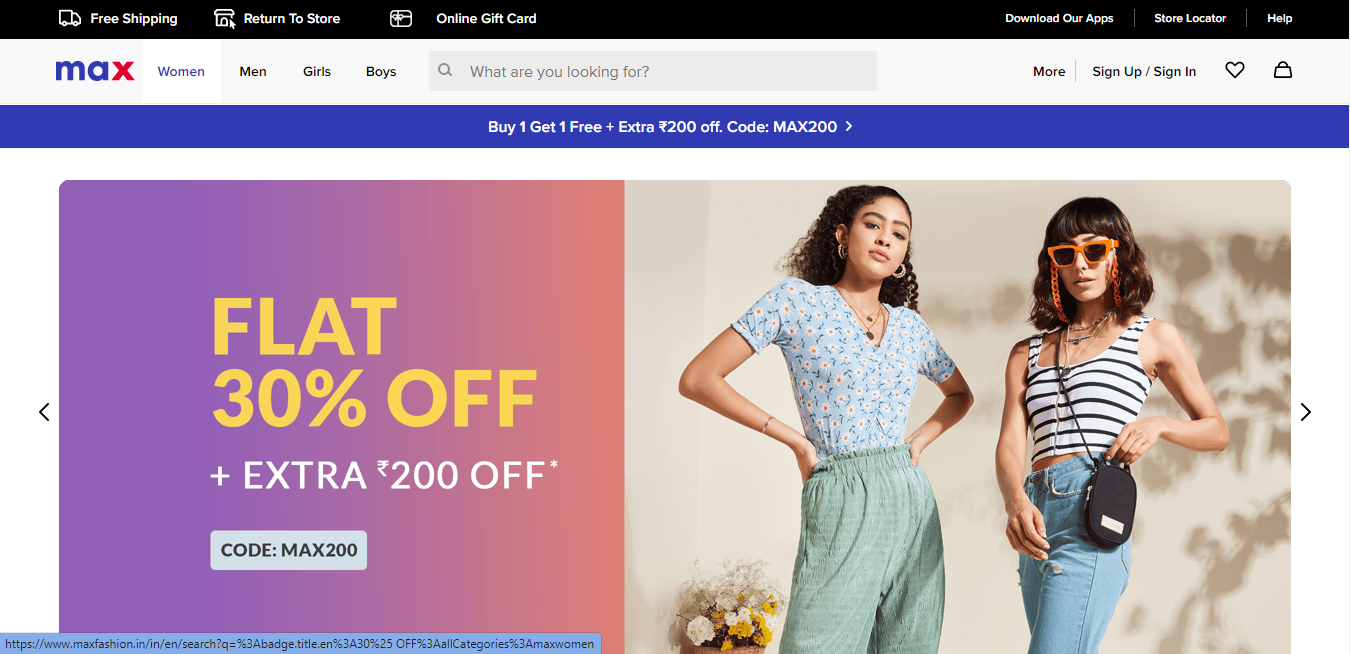 Free Shipping
Return To Store
Online Gift Card
Download Our Apps
Store Locator
Help
max
Women
Men
Girls
Boys
What are you looking for?
More
Sign Up / Sign In
Buy 1 Get 1 Free + Extra ₹200 off. Code: MAX200
FLAT
30% OFF
+ EXTRA ₹200 OFF*
CODE: MAX200
https://www.maxfashion.in/in/en/search?q=%3Abadge.title.en%3A30%25 OFF%3AallCategories%3Amaxwomen